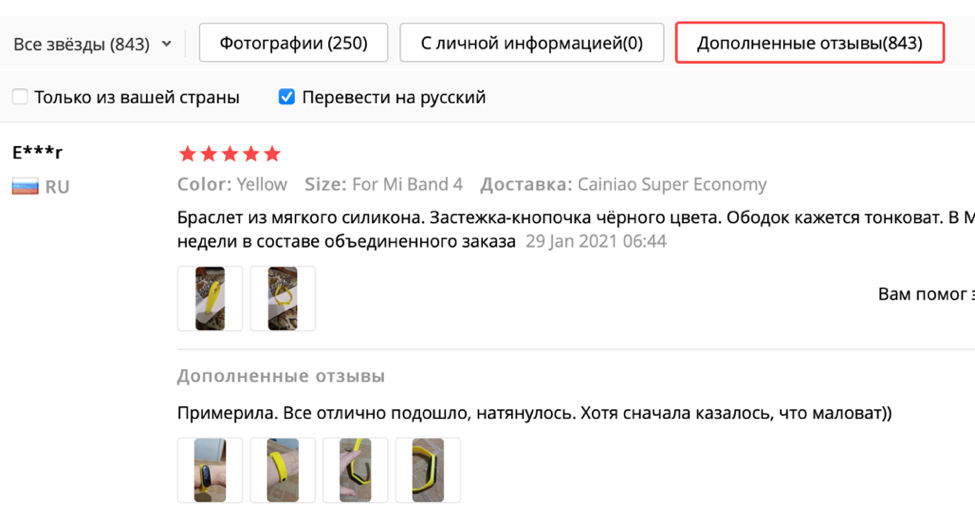 Все звёзды (843) Фотографии (250) С личной информацией(0) Дополненные отзывы(843)
Только из вашей страны Перевести на русский
E***r
RU
Color: Yellow Size: For Mi Band 4 Доставка: Cainiao Super Economy
Браслет из мягкого силикона. Застежка-кнопочка чёрного цвета. Ободок кажется тонковат. В
недели в составе объединенного заказа 29 Jan 2021 06:44
Вам помог
Дополненные отзывы
Примерила. Все отлично подошло, натянулось. Хотя сначала казалось, что маловат))